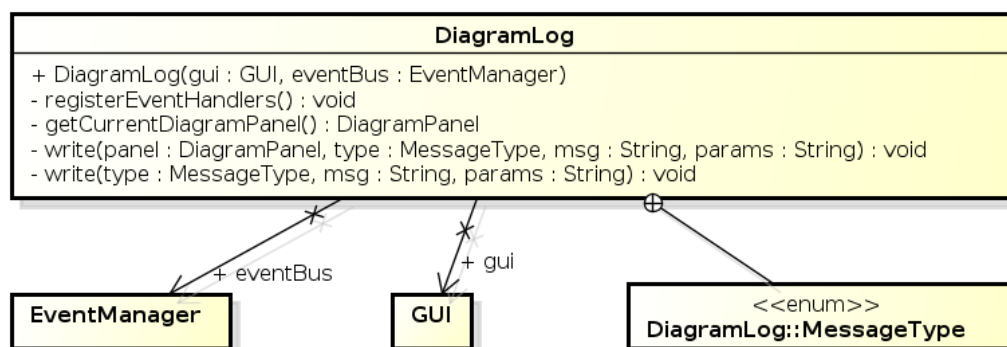 DiagramLog
+ DiagramLog(gui : GUI, eventBus : EventManager)
- registerEventHandlers() : void
- getCurrentDiagramPanel() : DiagramPanel
- write(panel : DiagramPanel, type : MessageType, msg : String, params : String) : void
- write(type : MessageType, msg : String, params : String) : void
+ eventBus
+ gui
EventManager
GUI
<<enum>>
DiagramLog::MessageType